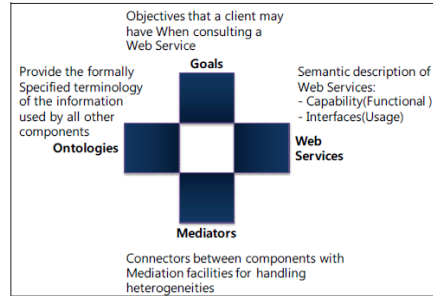 Objectives that a client may
have When consulting a
Web Service
Goals
Provide the formally
Specified terminology
of the information
used by all other
components
Ontologies
Semantic description of
Web Services:
- Capability(Functional )
- Interfaces(Usage)
Web
Services
Mediators
Connectors between components with
Mediation facilities for handling
heterogeneities